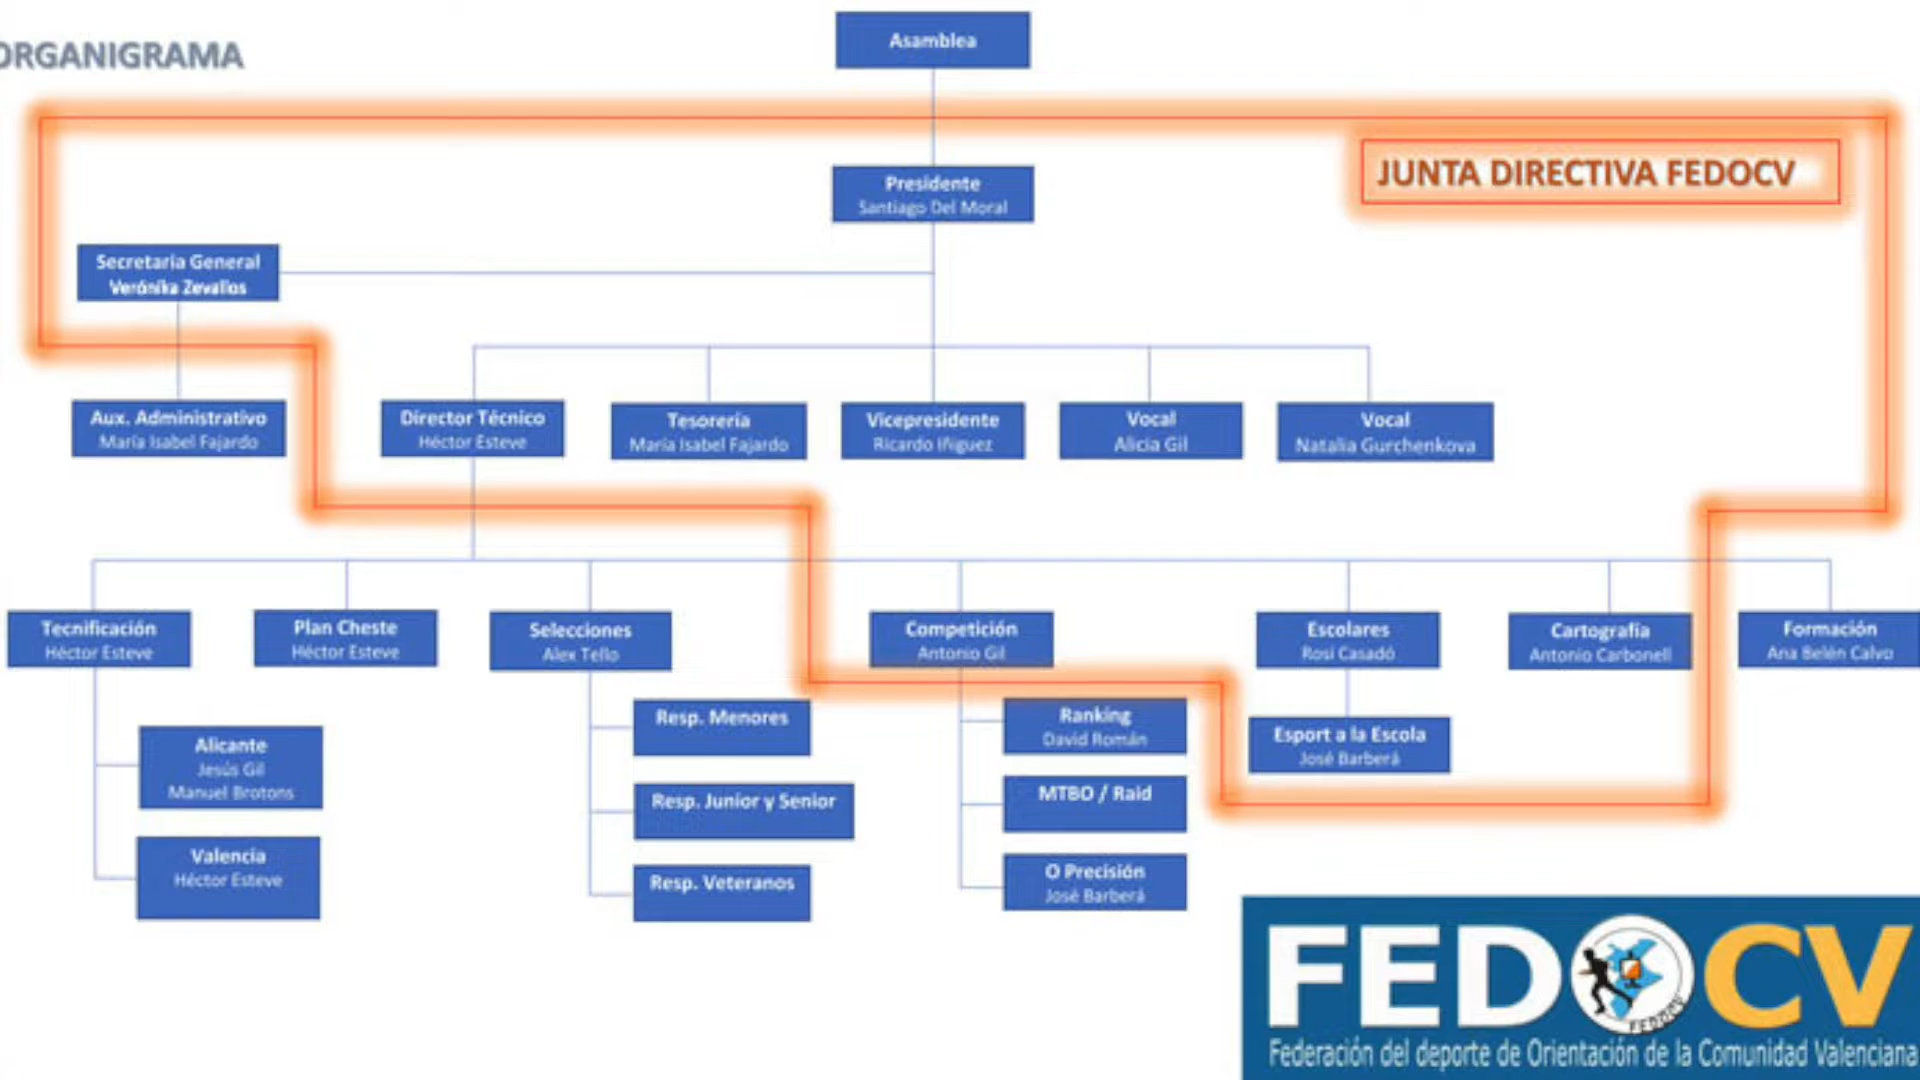 ORGANIGRAMA
Asamblea
JUNTA DIRECTIVA FEDOCV
Presidente
Santiago Del Moral
Secretaria General
Verónika Zevallos
Aux. Administrativo
María Isabel Fajardo
Director Técnico
Héctor Esteve
Tesorería
María Isabel Fajardo
Vicepresidente
Ricardo Iñiguez
Vocal
Alicia Gil
Vocal
Natalia Gurchenkova
Tecnificación
Héctor Esteve
Plan Cheste
Héctor Esteve
Selecciones
Alex Tello
Competición
Antonio Gil
Escolares
Rosi Casadó
Cartografía
Antonio Carbonell
Formación
Ana Belén Calvo
Alicante
Jesús Gil
Manuel Brotons
Valencia
Héctor Esteve
Resp. Menores
Resp. Junior y Senior
Resp. Veteranos
Ranking
David Román
MTBO / Raid
O Precisión
José Barberá
Esport a la Escola
José Barberá
FEDOCV
FEDOCV
Federación del deporte de Orientación de la Comunidad Valenciana